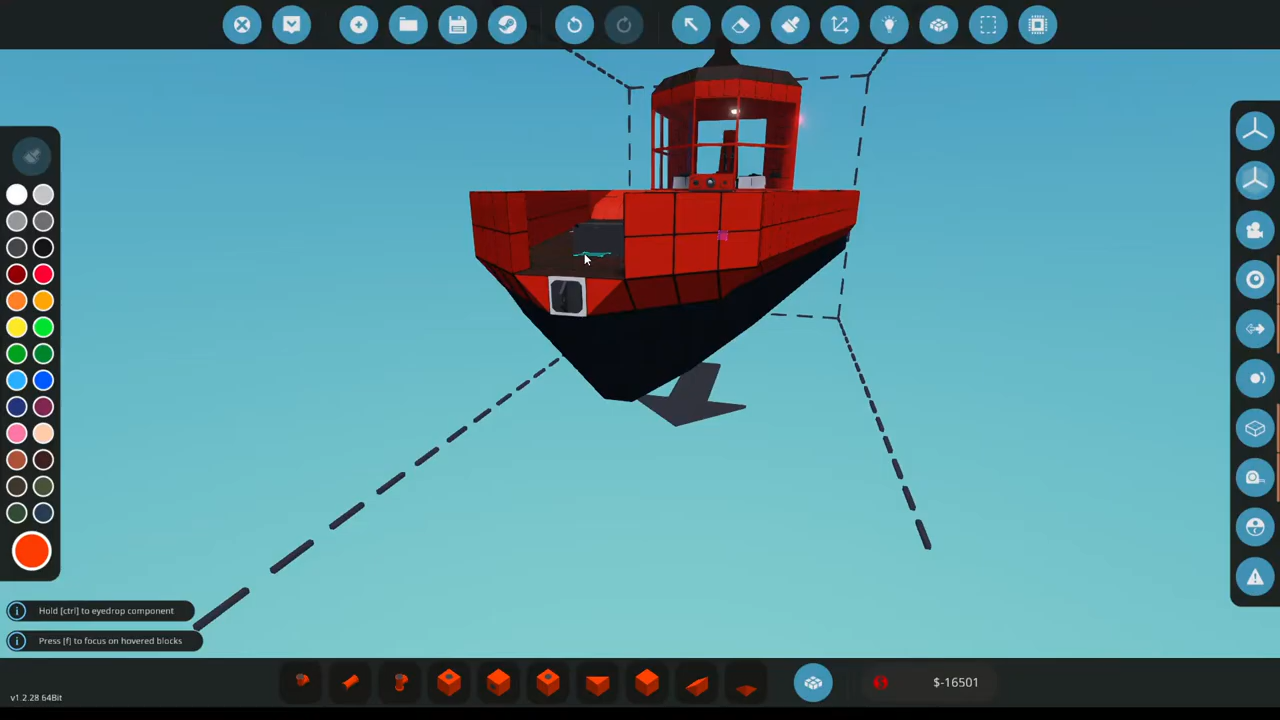 Hold [ctrl] to eyedrop component
Press [f] to focus on hovered blocks
v1.2.28 64Bit
$-16501